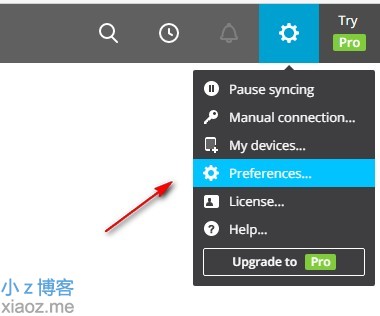 Try
Pro
Pause syncing
Manual connection...
My devices...
Preferences...
License...
Help...
Upgrade to Pro
小z博客
xiaoz.me